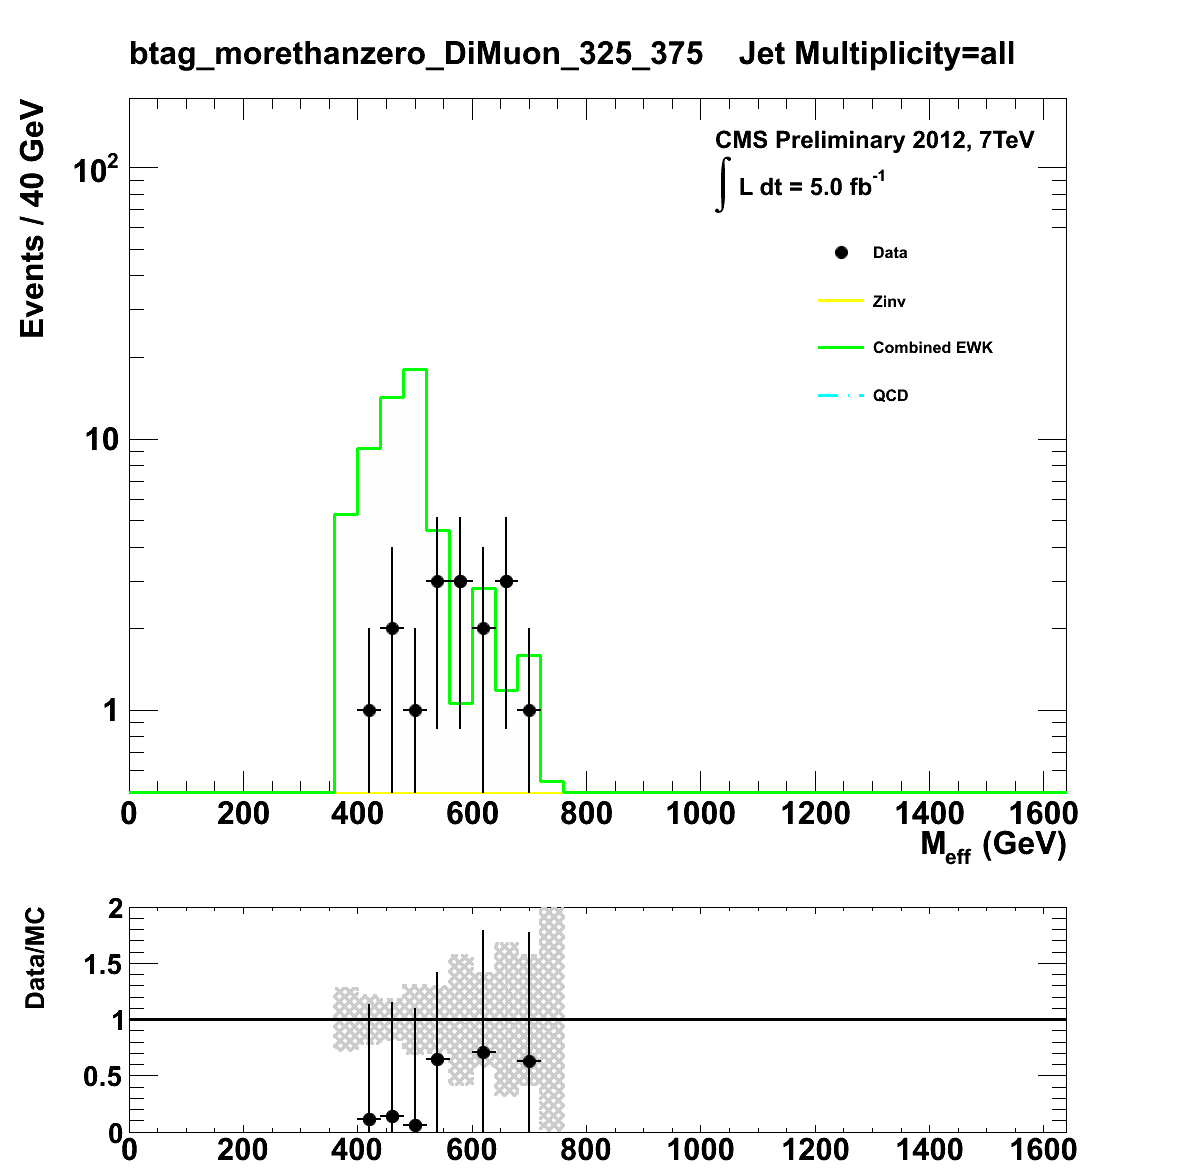 btag_morethanzero_DiMuon_325_375 Jet Multiplicity=all
Events / 40 GeV
CMS Preliminary 2012, 7TeV
∫ L dt = 5.0 fb⁻¹
Data
Zinv
Combined EWK
QCD
10²
10
1
0 200 400 600 800 1000 1200 1400 1600
M_eff (GeV)
Data/MC
2
1.5
1
0.5
0
0 200 400 600 800 1000 1200 1400 1600